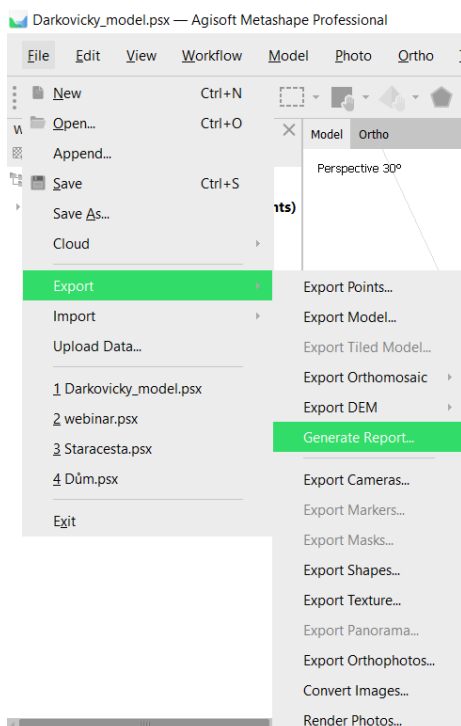 Darkovicky_model.psx — Agisoft Metashape Professional
File Edit View Workflow Model Photo Ortho
New Ctrl+N
Open... Ctrl+O
Append...
Save Ctrl+S
Save As...
Cloud
Export
Import
Upload Data...
1 Darkovicky_model.psx
2 webinar.psx
3 Staracesta.psx
4 Dům.psx
Exit
Model Ortho
Perspective 30°
nts)
Export Points...
Export Model...
Export Tiled Model...
Export Orthomosaic
Export DEM
Generate Report...
Export Cameras...
Export Markers...
Export Masks...
Export Shapes...
Export Texture...
Export Panorama...
Export Orthophotos...
Convert Images...
Render Photos...